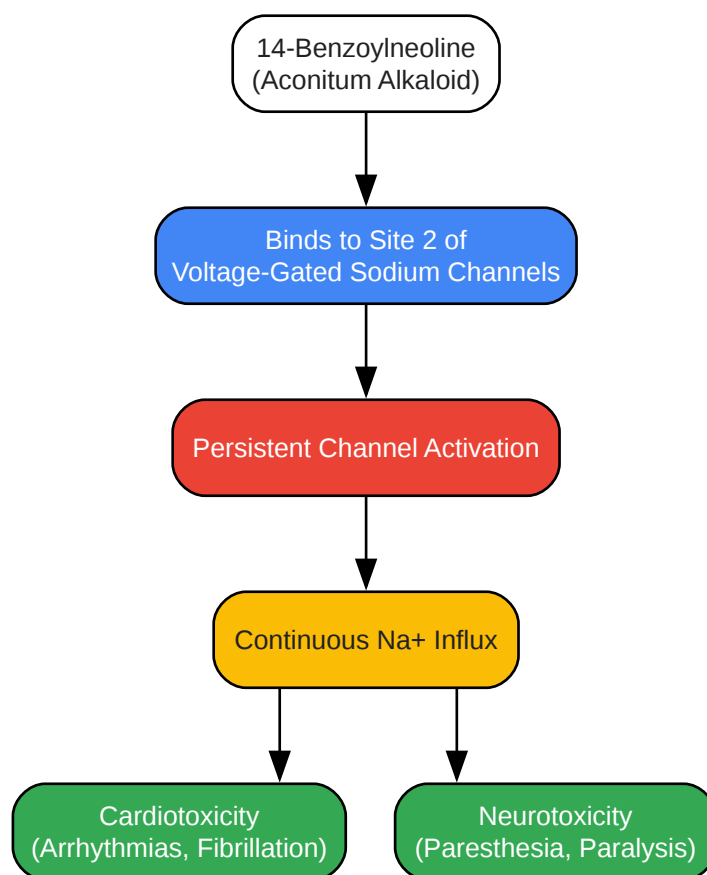 14-Benzoylneoline
(Aconitum Alkaloid)
Binds to Site 2 of
Voltage-Gated Sodium Channels
Persistent Channel Activation
Continuous Na+ Influx
Cardiotoxicity
(Arrhythmias, Fibrillation)
Neurotoxicity
(Paresthesia, Paralysis)